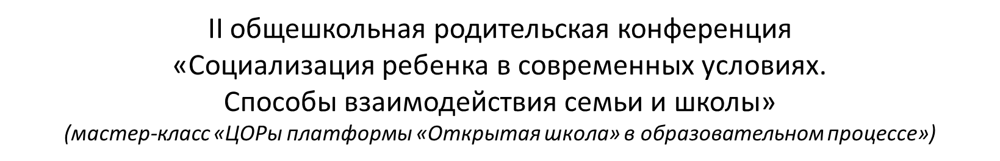 II общешкольная родительская конференция
«Социализация ребенка в современных условиях.
Способы взаимодействия семьи и школы»
(мастер-класс «ЦОРы платформы «Открытая школа» в образовательном процессе»)